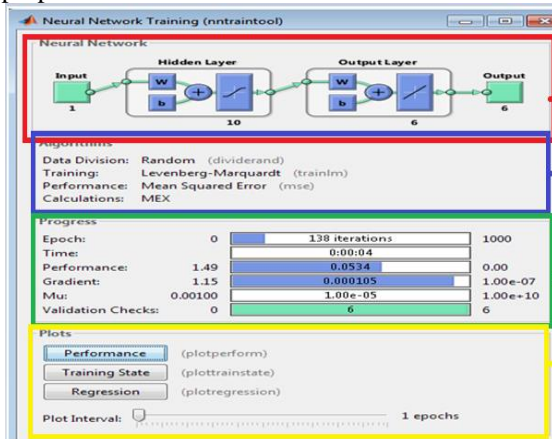 Neural Network Training (nntraintool)
Neural Network
Hidden Layer Output Layer
Input Output
W W
b b
1 10 6 6
Algorithms
Data Division: Random (dividerand)
Training: Levenberg-Marquardt (trainlm)
Performance: Mean Squared Error (mse)
Calculations: MEX
Progress
Epoch: 0 138 iterations 1000
Time: 0:00:04
Performance: 1.49 0.0534 0.00
Gradient: 1.15 0.000105 1.00e-07
Mu: 0.00100 1.00e-05 1.00e+10
Validation Checks: 0 6 6
Plots
Performance (plotperform)
Training State (plottrainstate)
Regression (plotregression)
Plot Interval: 1 epochs